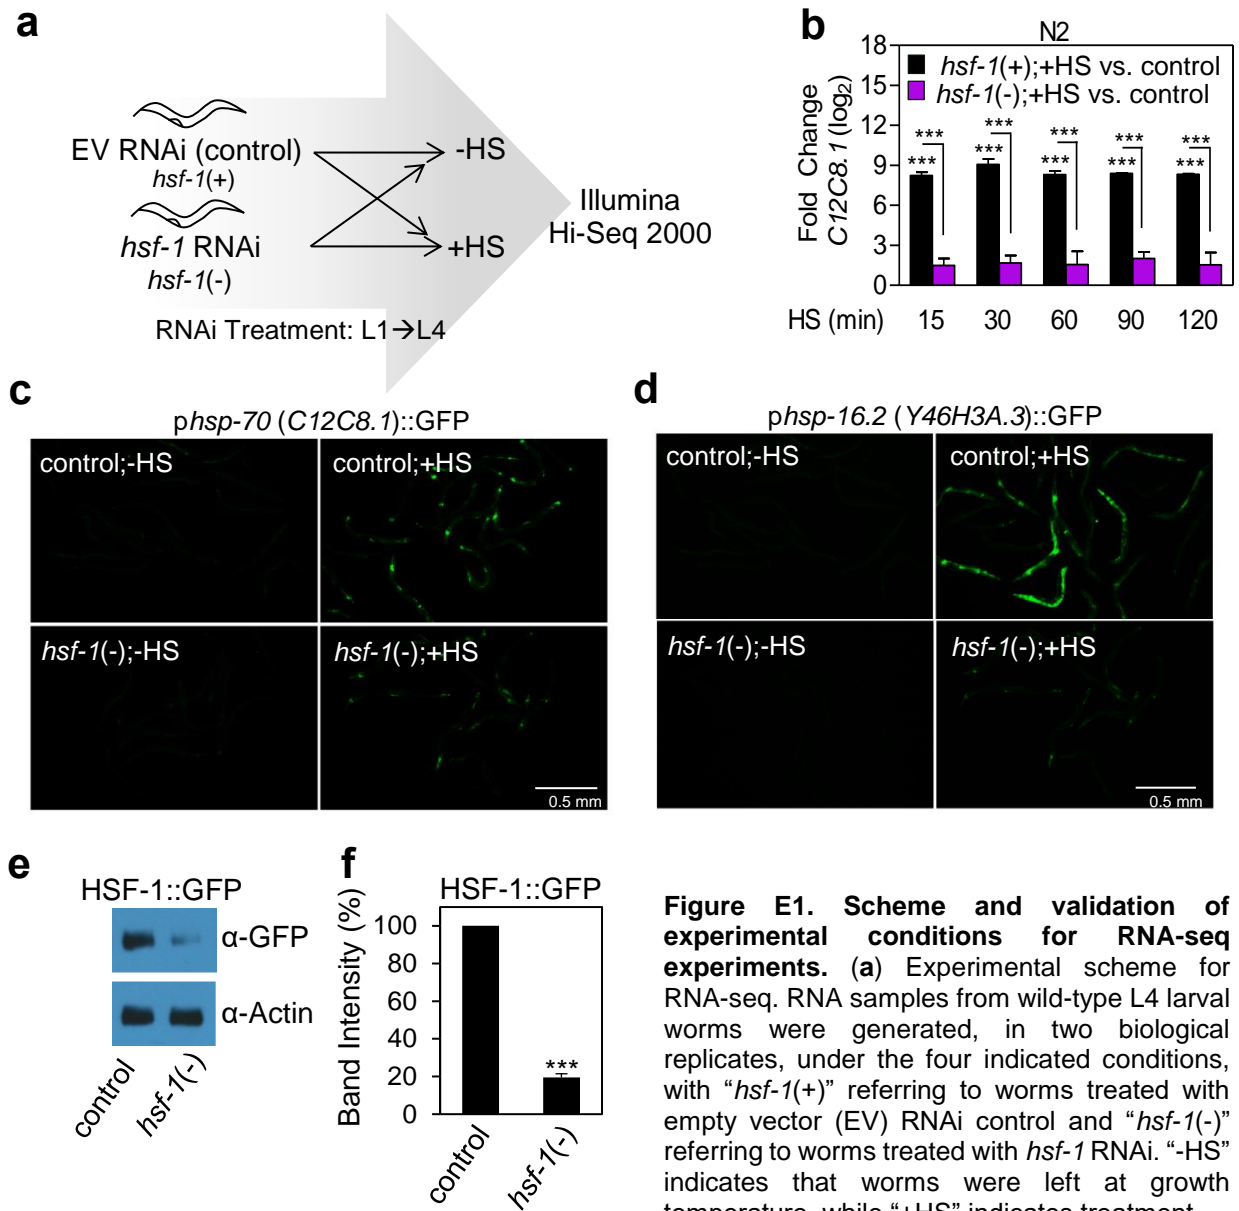 a
EV RNAi (control)
hsf-1(+)
hsf-1 RNAi
hsf-1(-)
-HS
+HS
Illumina
Hi-Seq 2000
RNAi Treatment: L1→L4
b
N2
Fold Change
C12C8.1 (log2)
18
15
12
9
6
3
0
hsf-1(+);+HS vs. control
hsf-1(-);+HS vs. control
*** *** *** *** ***
*** *** *** *** ***
HS (min) 15 30 60 90 120
c
phsp-70 (C12C8.1)::GFP
control;-HS
control;+HS
hsf-1(-);-HS
hsf-1(-);+HS
0.5 mm
d
phsp-16.2 (Y46H3A.3)::GFP
control;-HS
control;+HS
hsf-1(-);-HS
hsf-1(-);+HS
0.5 mm
e
HSF-1::GFP
α-GFP
α-Actin
control
hsf-1(-)
f
HSF-1::GFP
Band Intensity (%)
100
80
60
40
20
0
***
control
hsf-1(-)
Figure E1. Scheme and validation of
experimental conditions for RNA-seq
experiments. (a) Experimental scheme for
RNA-seq. RNA samples from wild-type L4 larval
worms were generated, in two biological
replicates, under the four indicated conditions,
with “hsf-1(+)” referring to worms treated with
empty vector (EV) RNAi control and “hsf-1(-)”
referring to worms treated with hsf-1 RNAi. “-HS”
indicates that worms were left at growth
temperature, while “+HS” indicates treatment